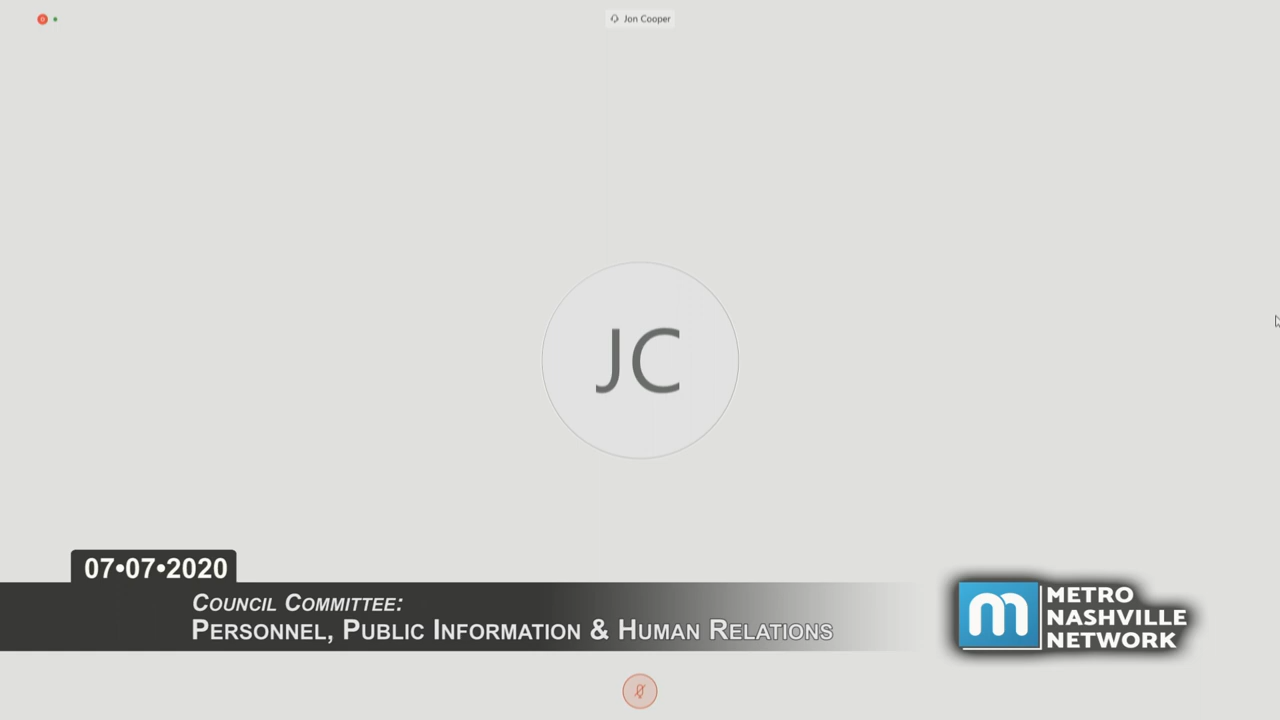 Jon Cooper
JC
07•07•2020
Council Committee:
Personnel, Public Information & Human Relations
m
METRO
NASHVILLE
NETWORK